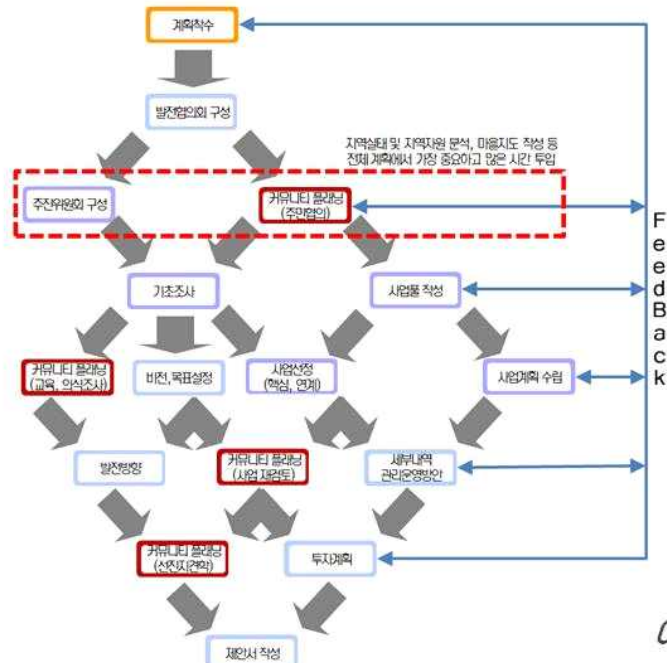 계획착수
발전협의회 구성
지역실태 및 지역자원 분석, 마을지도 작성 등
전체 계획에서 가장 중요하고 많은 시간 투입
추진위원회 구성
커뮤니티 플래닝
(주민협의)
기초조사
사업풀 작성
커뮤니티 플래닝
(교육, 의식조사)
비전,목표설정
사업선정
(핵심, 연계)
사업계획 수립
발전방향
커뮤니티 플래닝
(사업 재검토)
세부내역
관리운영방안
커뮤니티 플래닝
(선진지견학)
투자계획
제안서 작성
FeedBack